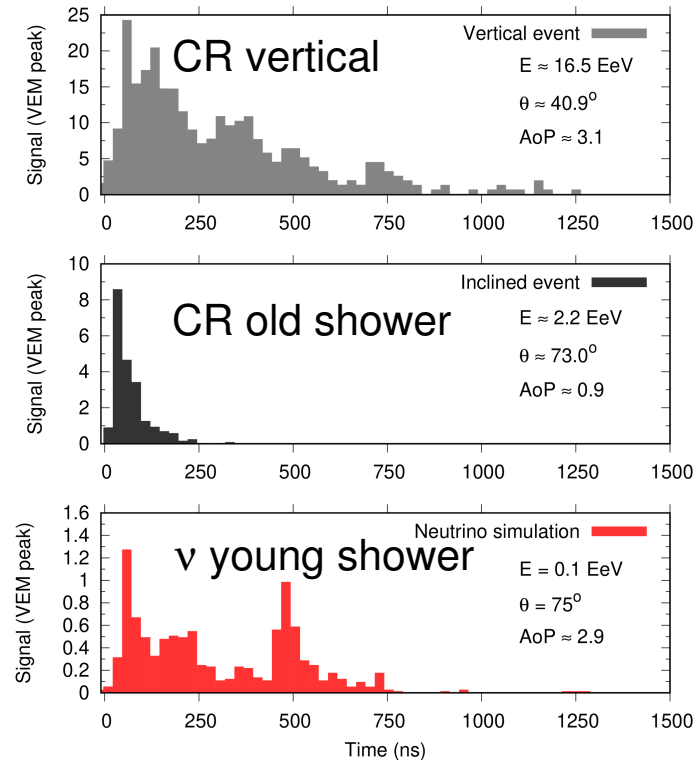 25
20
15
10
5
0
Signal (VEM peak)
CR vertical
Vertical event
E ≈ 16.5 EeV
θ ≈ 40.9°
AoP ≈ 3.1
0 250 500 750 1000 1250 1500
10
8
6
4
2
0
Signal (VEM peak)
CR old shower
Inclined event
E ≈ 2.2 EeV
θ ≈ 73.0°
AoP ≈ 0.9
0 250 500 750 1000 1250 1500
1.6
1.4
1.2
1
0.8
0.6
0.4
0.2
0
Signal (VEM peak)
ν young shower
Neutrino simulation
E = 0.1 EeV
θ = 75°
AoP ≈ 2.9
0 250 500 750 1000 1250 1500
Time (ns)